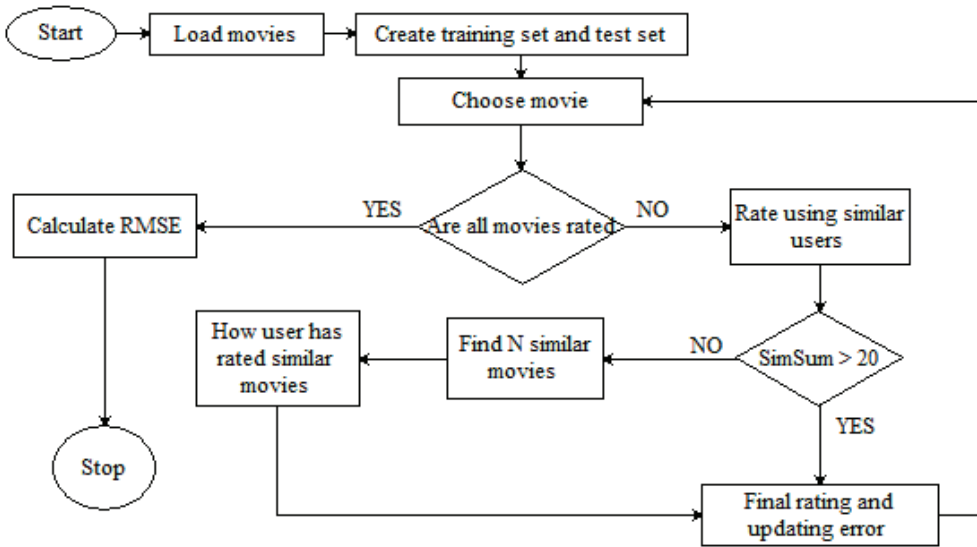 Start
Load movies
Create training set and test set
Choose movie
YES
NO
Calculate RMSE
Are all movies rated
Rate using similar
users
How user has
rated similar
movies
Find N similar
movies
NO
SimSum > 20
YES
Stop
Final rating and
updating error